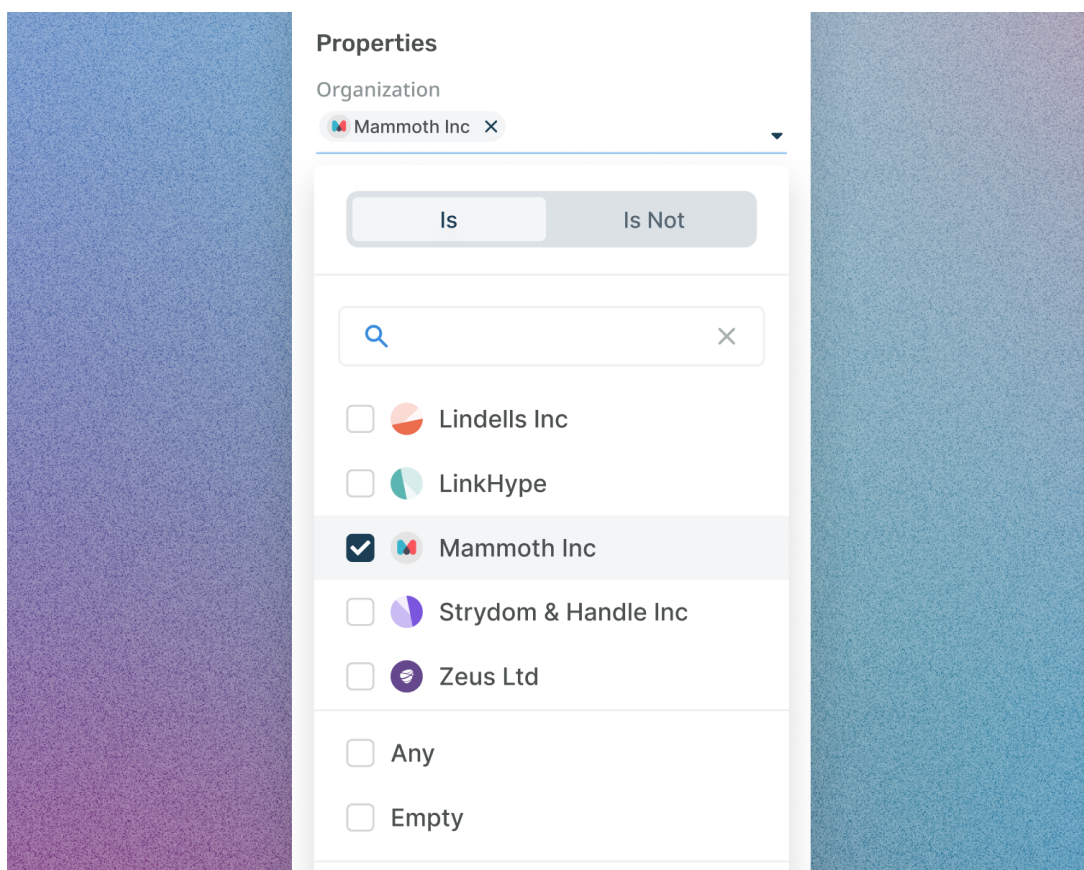 Properties
Organization
Mammoth Inc
Is Is Not
Lindells Inc
LinkHype
Mammoth Inc
Strydom & Handle Inc
Zeus Ltd
Any
Empty